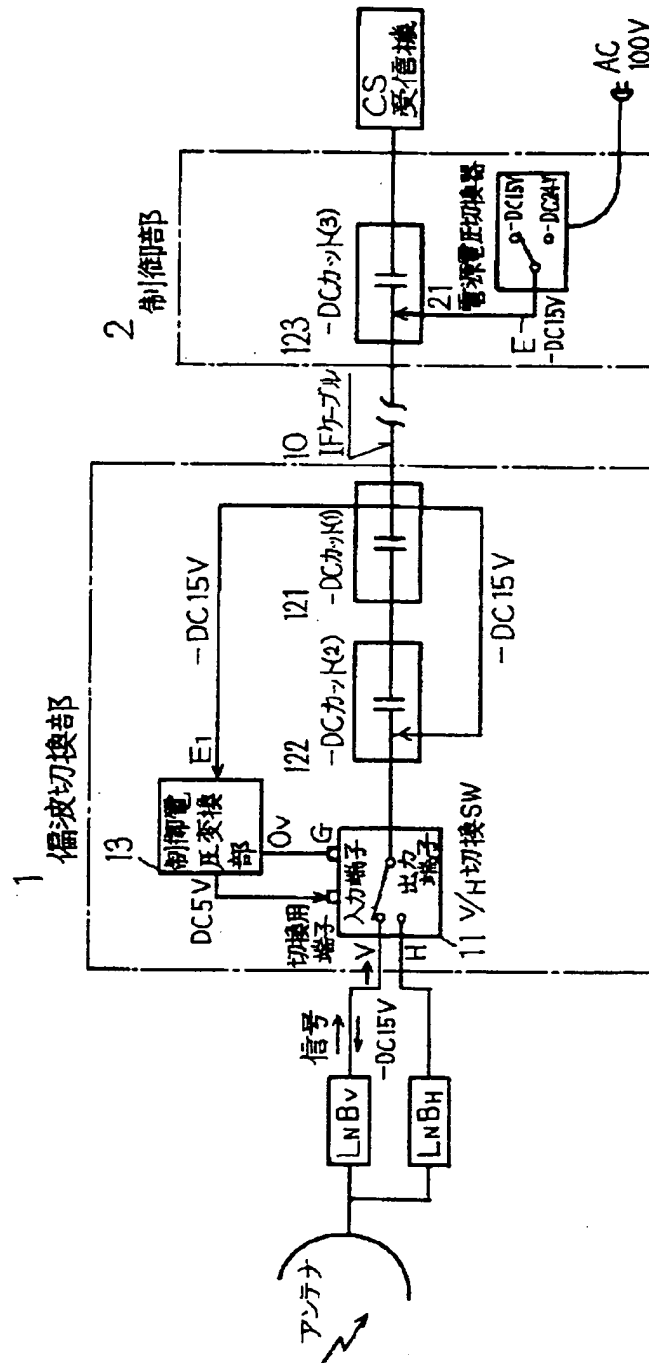 1
偏波切換部
2
制御部
13
制御電
圧変換
部
E1
-DC15V
DC5V
0v
G
切換用
端子
入力端子
出力
端子
V
H
11 V/H切換SW
122
-DCカット(2)
121
-DCカット(1)
-DC15V
10
IFケーブル
123
-DCカット(3)
CS
受信機
21
電源電圧切換器
-DC15V
-DC24V
E
-DC15V
AC
100V
アンテナ
LNBV
LNBH
信号
-DC15V